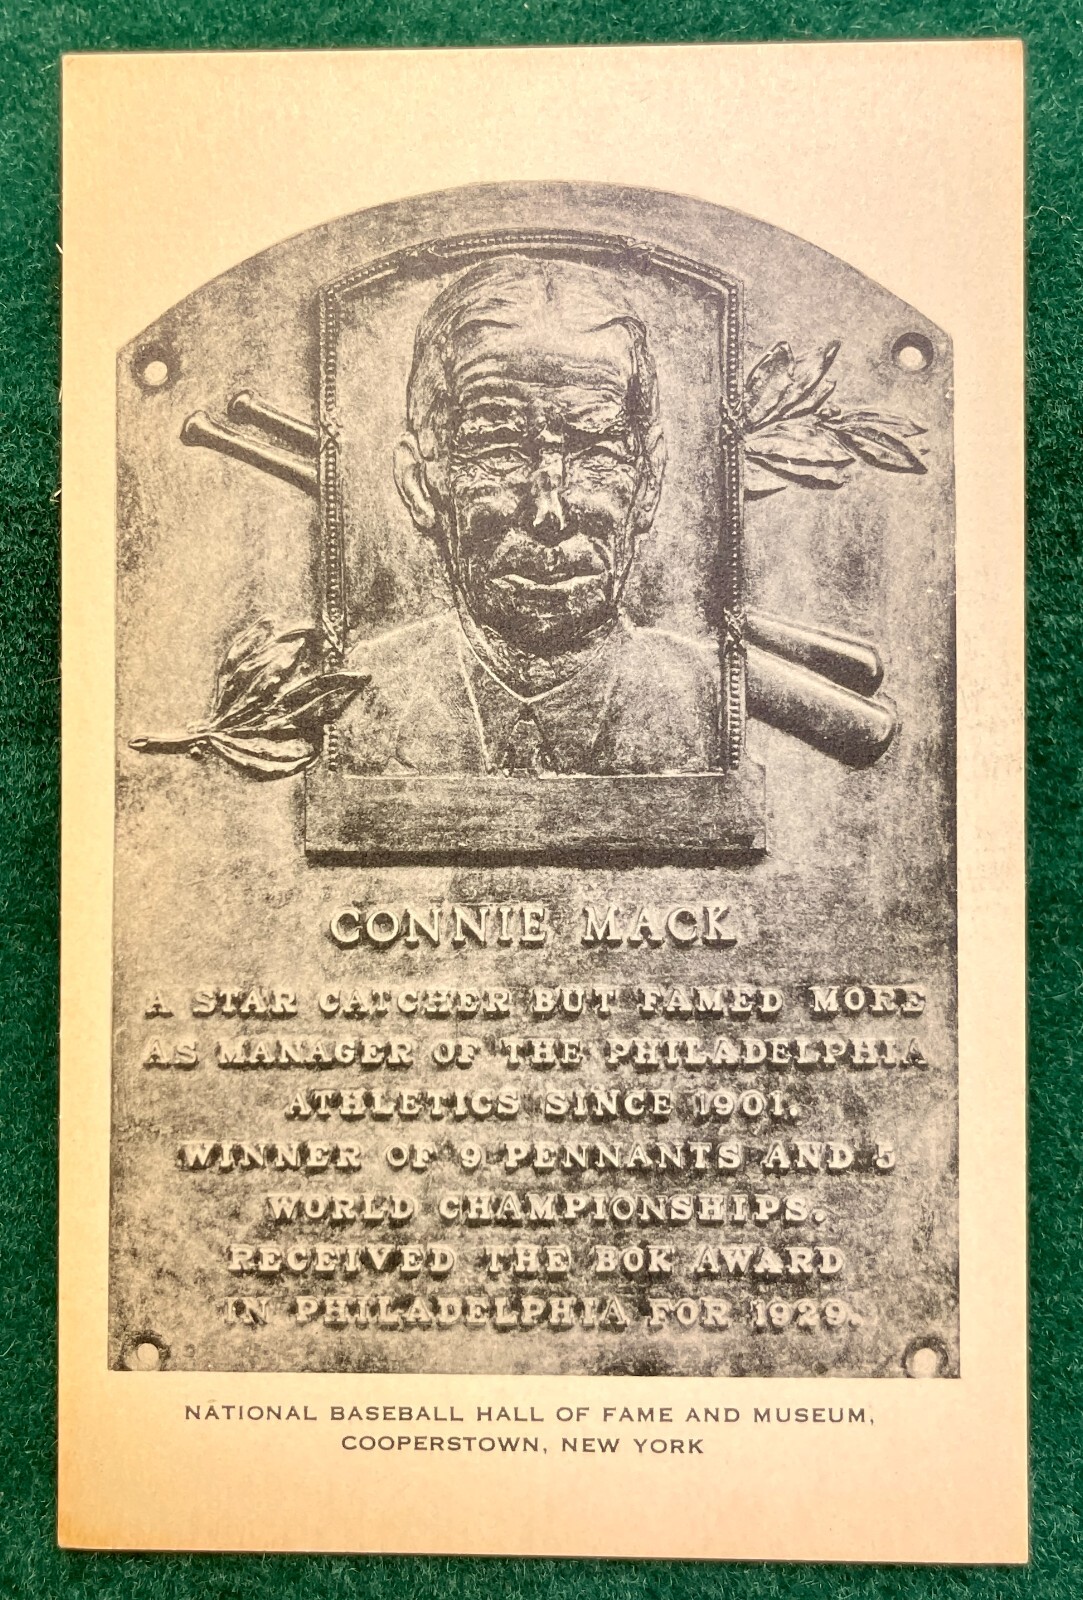 CONNIE MACK
A STAR CATCHER BUT FAMED MORE
AS MANAGER OF THE PHILADELPHIA
ATHLETICS SINCE 1901.
WINNER OF 9 PENNANTS AND 5
WORLD CHAMPIONSHIPS.
RECEIVED THE BOK AWARD
IN PHILADELPHIA FOR 1929.
NATIONAL BASEBALL HALL OF FAME AND MUSEUM,
COOPERSTOWN, NEW YORK